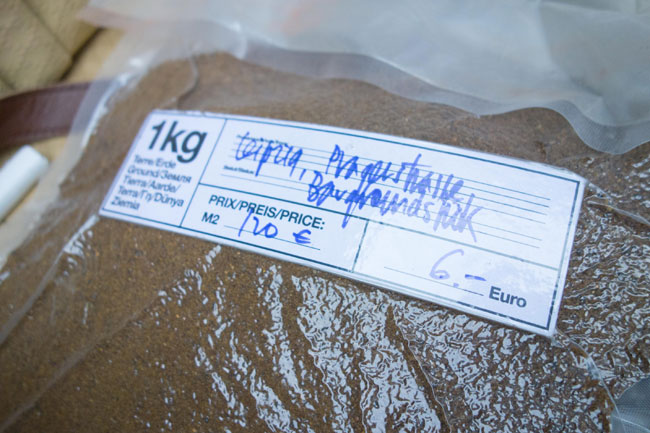 1kg
Terre/Erde
Ground/Земля
Tierra/Aarde/
Terra/Γη/Dünya
Ziemia
Leipzig, Pragerstraße
Baugrundstück
PRIX/PREIS/PRICE:
M2 120 €
6.– Euro